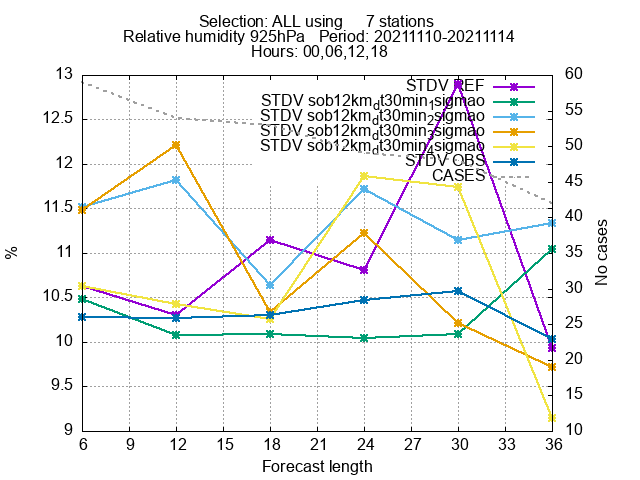 Selection: ALL using 7 stations
Relative humidity 925hPa Period: 20211110-20211114
Hours: 00,06,12,18
13
12.5
12
11.5
11
10.5
10
9.5
9
%
60
55
50
45
40
35
30
25
20
15
10
No cases
STDV REF
STDV sob12km_dt30min_1sigmao
STDV sob12km_dt30min_2sigmao
STDV sob12km_dt30min_3sigmao
STDV sob12km_dt30min_4sigmao
STDV OBS
CASES
6 9 12 15 18 21 24 27 30 33 36
Forecast length